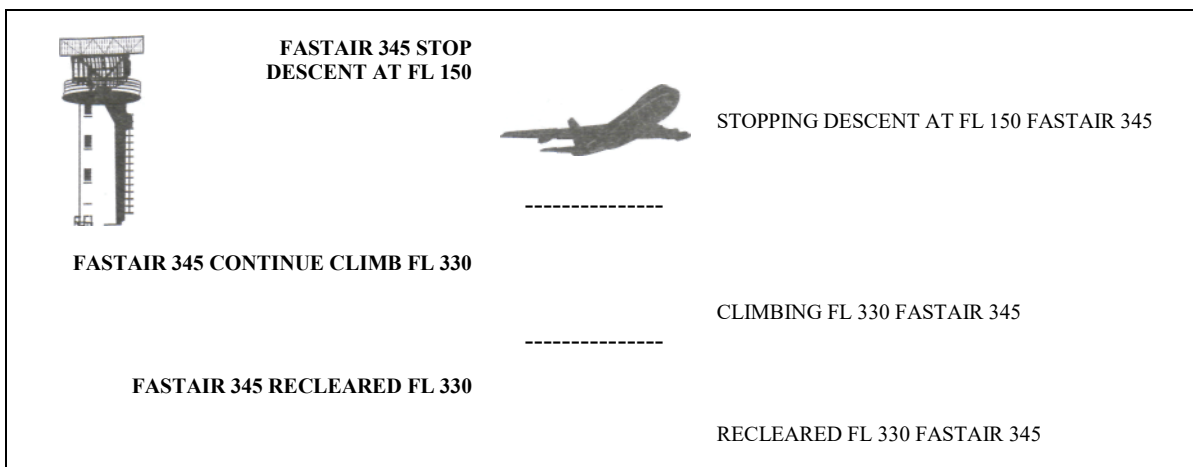 FASTAIR 345 STOP
DESCENT AT FL 150
STOPPING DESCENT AT FL 150 FASTAIR 345
---------------
FASTAIR 345 CONTINUE CLIMB FL 330
CLIMBING FL 330 FASTAIR 345
---------------
FASTAIR 345 RECLEARED FL 330
RECLEARED FL 330 FASTAIR 345